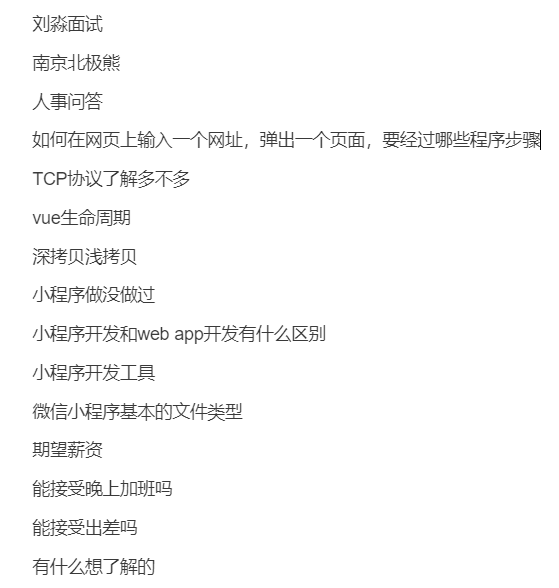 刘淼面试
南京北极熊
人事问答
如何在网页上输入一个网址，弹出一个页面，要经过哪些程序步骤
TCP协议了解多不多
vue生命周期
深拷贝浅拷贝
小程序做没做过
小程序开发和web app开发有什么区别
小程序开发工具
微信小程序基本的文件类型
期望薪资
能接受晚上加班吗
能接受出差吗
有什么想了解的